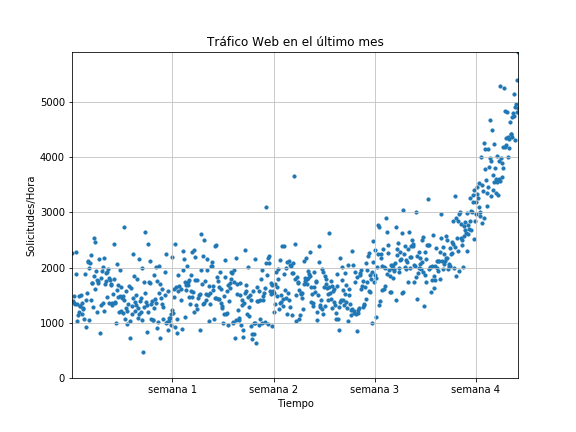 Tráfico Web en el último mes
Solicitudes/Hora
5000
4000
3000
2000
1000
0
semana 1
semana 2
semana 3
semana 4
Tiempo